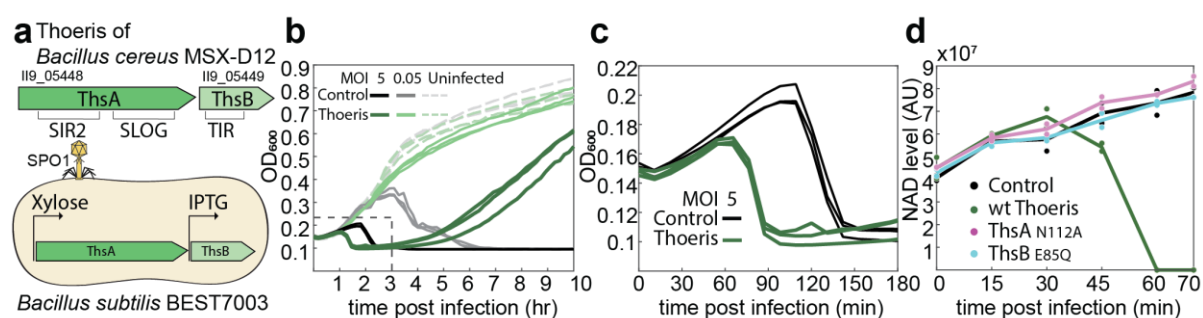 a Thoeris of
Bacillus cereus MSX-D12
II9_05448 II9_05449
ThsA ThsB
SIR2 SLOG TIR
SPO1
Xylose IPTG
ThsA ThsB
Bacillus subtilis BEST7003
b
MOI 5 0.05 Uninfected
Control
Thoeris
OD600
0.9
0.8
0.7
0.6
0.5
0.4
0.3
0.2
0.1
1 2 3 4 5 6 7 8 9 10
time post infection (hr)
c
OD600
0.22
0.2
0.18
0.16
0.14
0.12
0.1
MOI 5
Control
Thoeris
0 30 60 90 120 150 180
time post infection (min)
d
x10⁷
NAD level (AU)
9
8
7
6
5
4
3
2
1
0
Control
wt Thoeris
ThsA N112A
ThsB E85Q
0 15 30 45 60 70
time post infection (min)